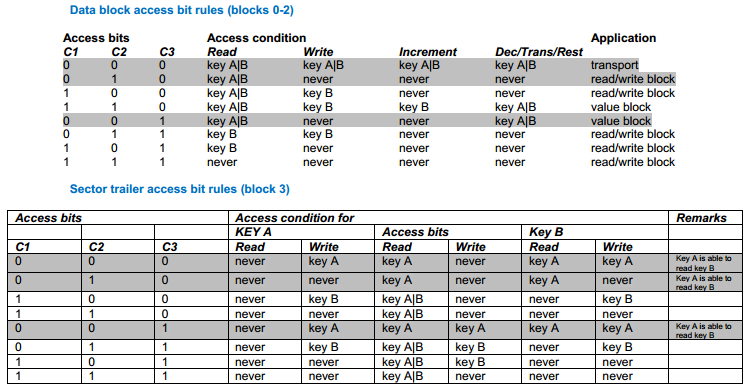 Data block access bit rules (blocks 0-2)
Access bits Access condition Application
C1 C2 C3 Read Write Increment Dec/Trans/Rest
0 0 0 key A|B key A|B key A|B key A|B transport
0 1 0 key A|B never never never read/write block
1 0 0 key A|B key B never never read/write block
1 1 0 key A|B key B key B key A|B value block
0 0 1 key A|B never never key A|B value block
0 1 1 key B key B never never read/write block
1 0 1 key B never never never read/write block
1 1 1 never never never never read/write block
Sector trailer access bit rules (block 3)
Access bits Access condition for Remarks
KEY A Access bits Key B
C1 C2 C3 Read Write Read Write Read Write
0 0 0 never key A key A never key A key A Key A is able to
read key B
0 1 0 never never key A never key A never Key A is able to
read key B
1 0 0 never key B key A|B never never key B
1 1 0 never never key A|B never never never
0 0 1 never key A key A key A key A key A Key A is able to
read key B
0 1 1 never key B key A|B key B never key B
1 0 1 never never key A|B key B never never
1 1 1 never never key A|B never never never